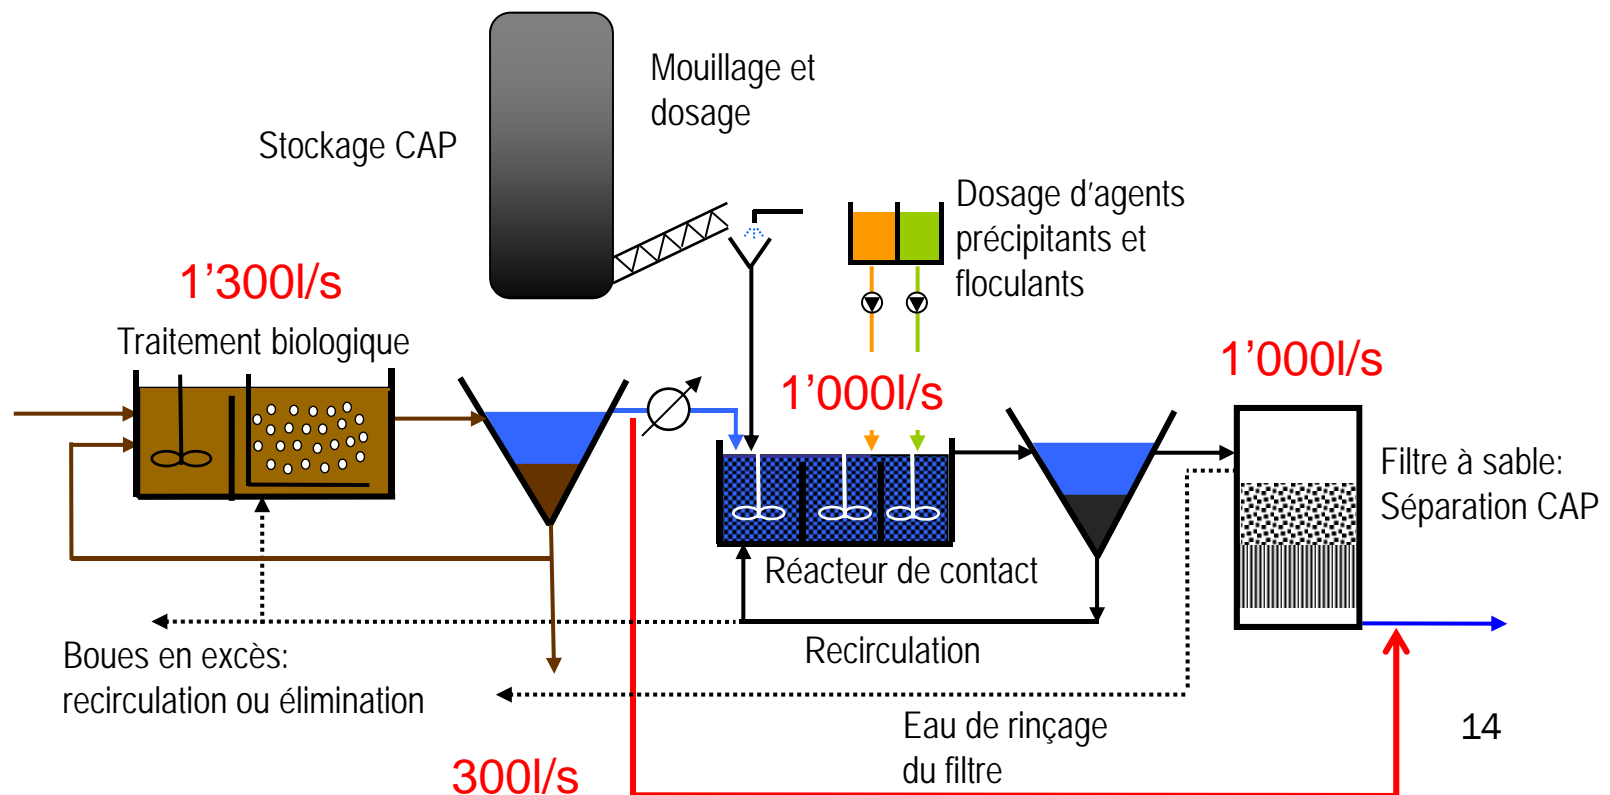 Mouillage et
dosage
Stockage CAP
Dosage d'agents
précipitants et
floculants
1’300l/s
Traitement biologique
1’000l/s
1’000l/s
Filtre à sable:
Séparation CAP
Réacteur de contact
Recirculation
Boues en excès:
recirculation ou élimination
Eau de rinçage
du filtre
14
300l/s